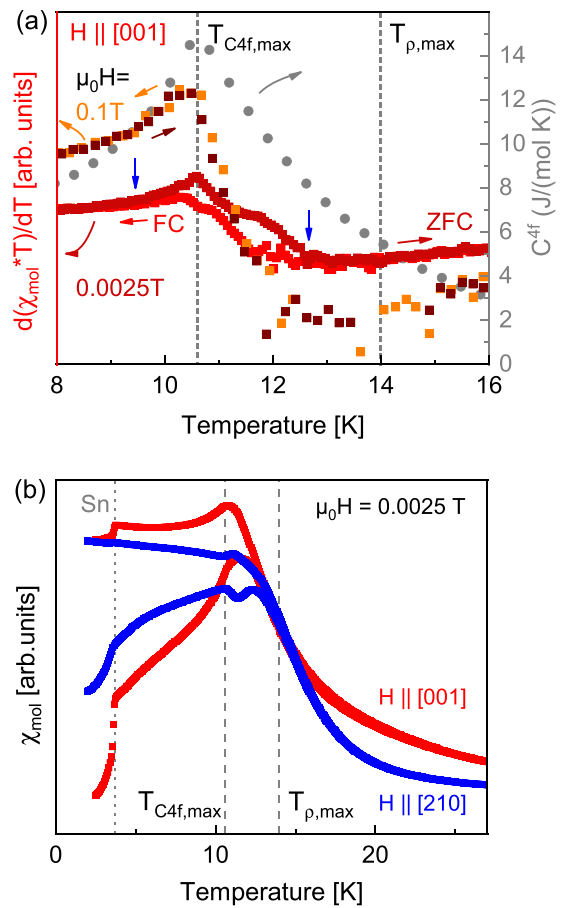 (a)
H || [001]
T_C4f,max
T_ρ,max
μ₀H=
0.1T
FC
ZFC
0.0025T
d(χ_mol*T)/dT [arb. units]
C^4f (J/(mol K))
14
12
10
8
6
4
2
0
8 10 12 14 16
Temperature [K]
(b)
Sn
μ₀H = 0.0025 T
χ_mol [arb.units]
H || [001]
T_C4f,max
T_ρ,max
H || [210]
0 10 20
Temperature [K]